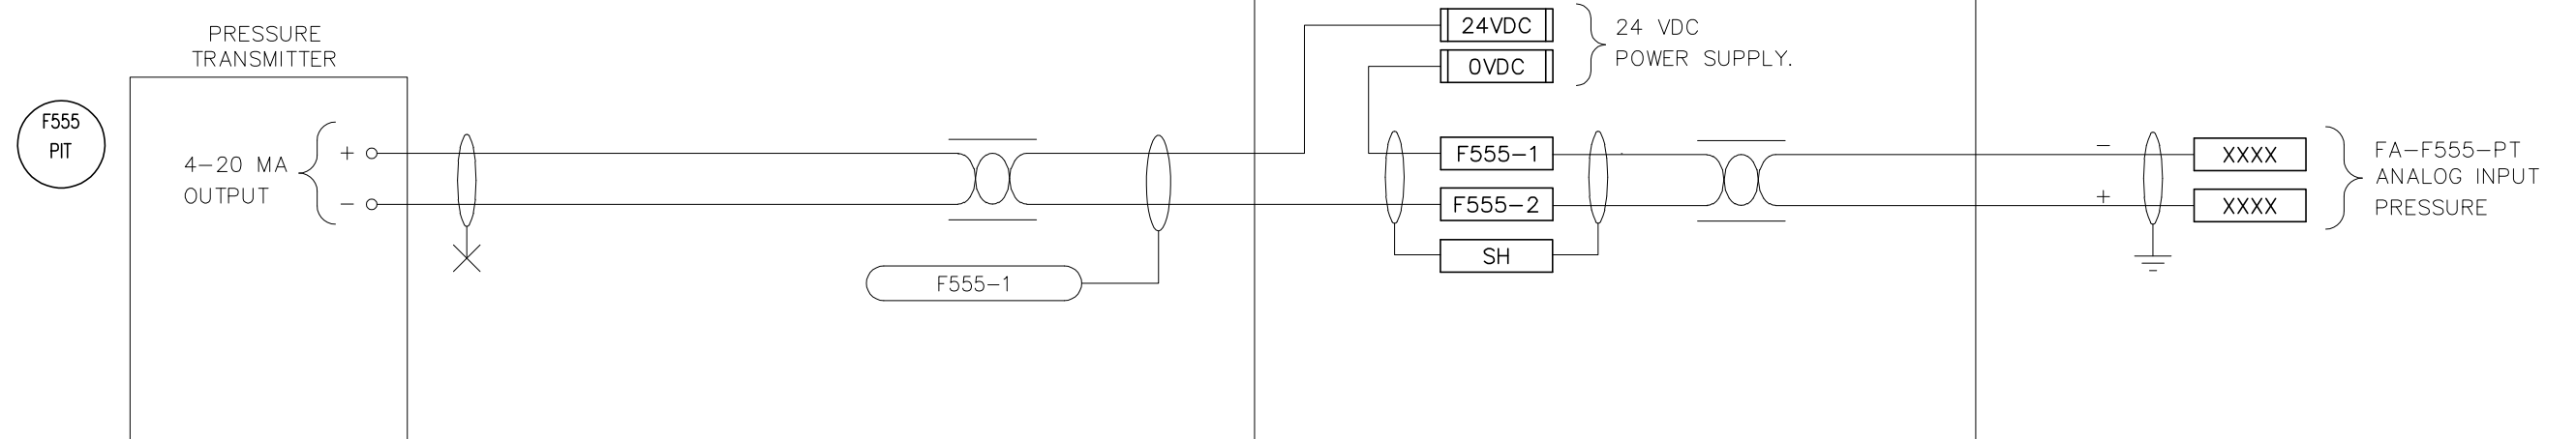 PRESSURE
TRANSMITTER
F555
PIT
4-20 MA
OUTPUT
+
-
F555-1
24VDC
0VDC
24 VDC
POWER SUPPLY.
F555-1
F555-2
SH
-
+
XXXX
XXXX
FA-F555-PT
ANALOG INPUT
PRESSURE